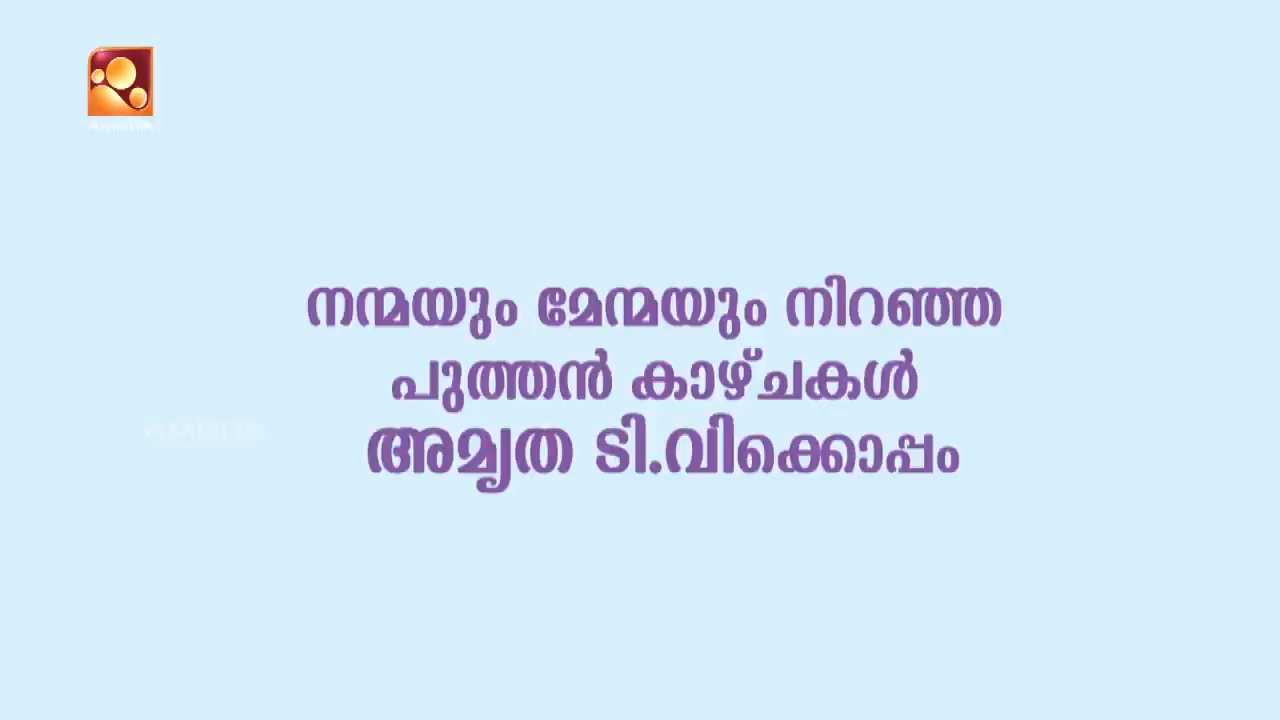 നന്മയും മേന്മയും നിറഞ്ഞ
പുത്തൻ കാഴ്ചകൾ
അമൃത ടി.വിക്കൊപ്പം